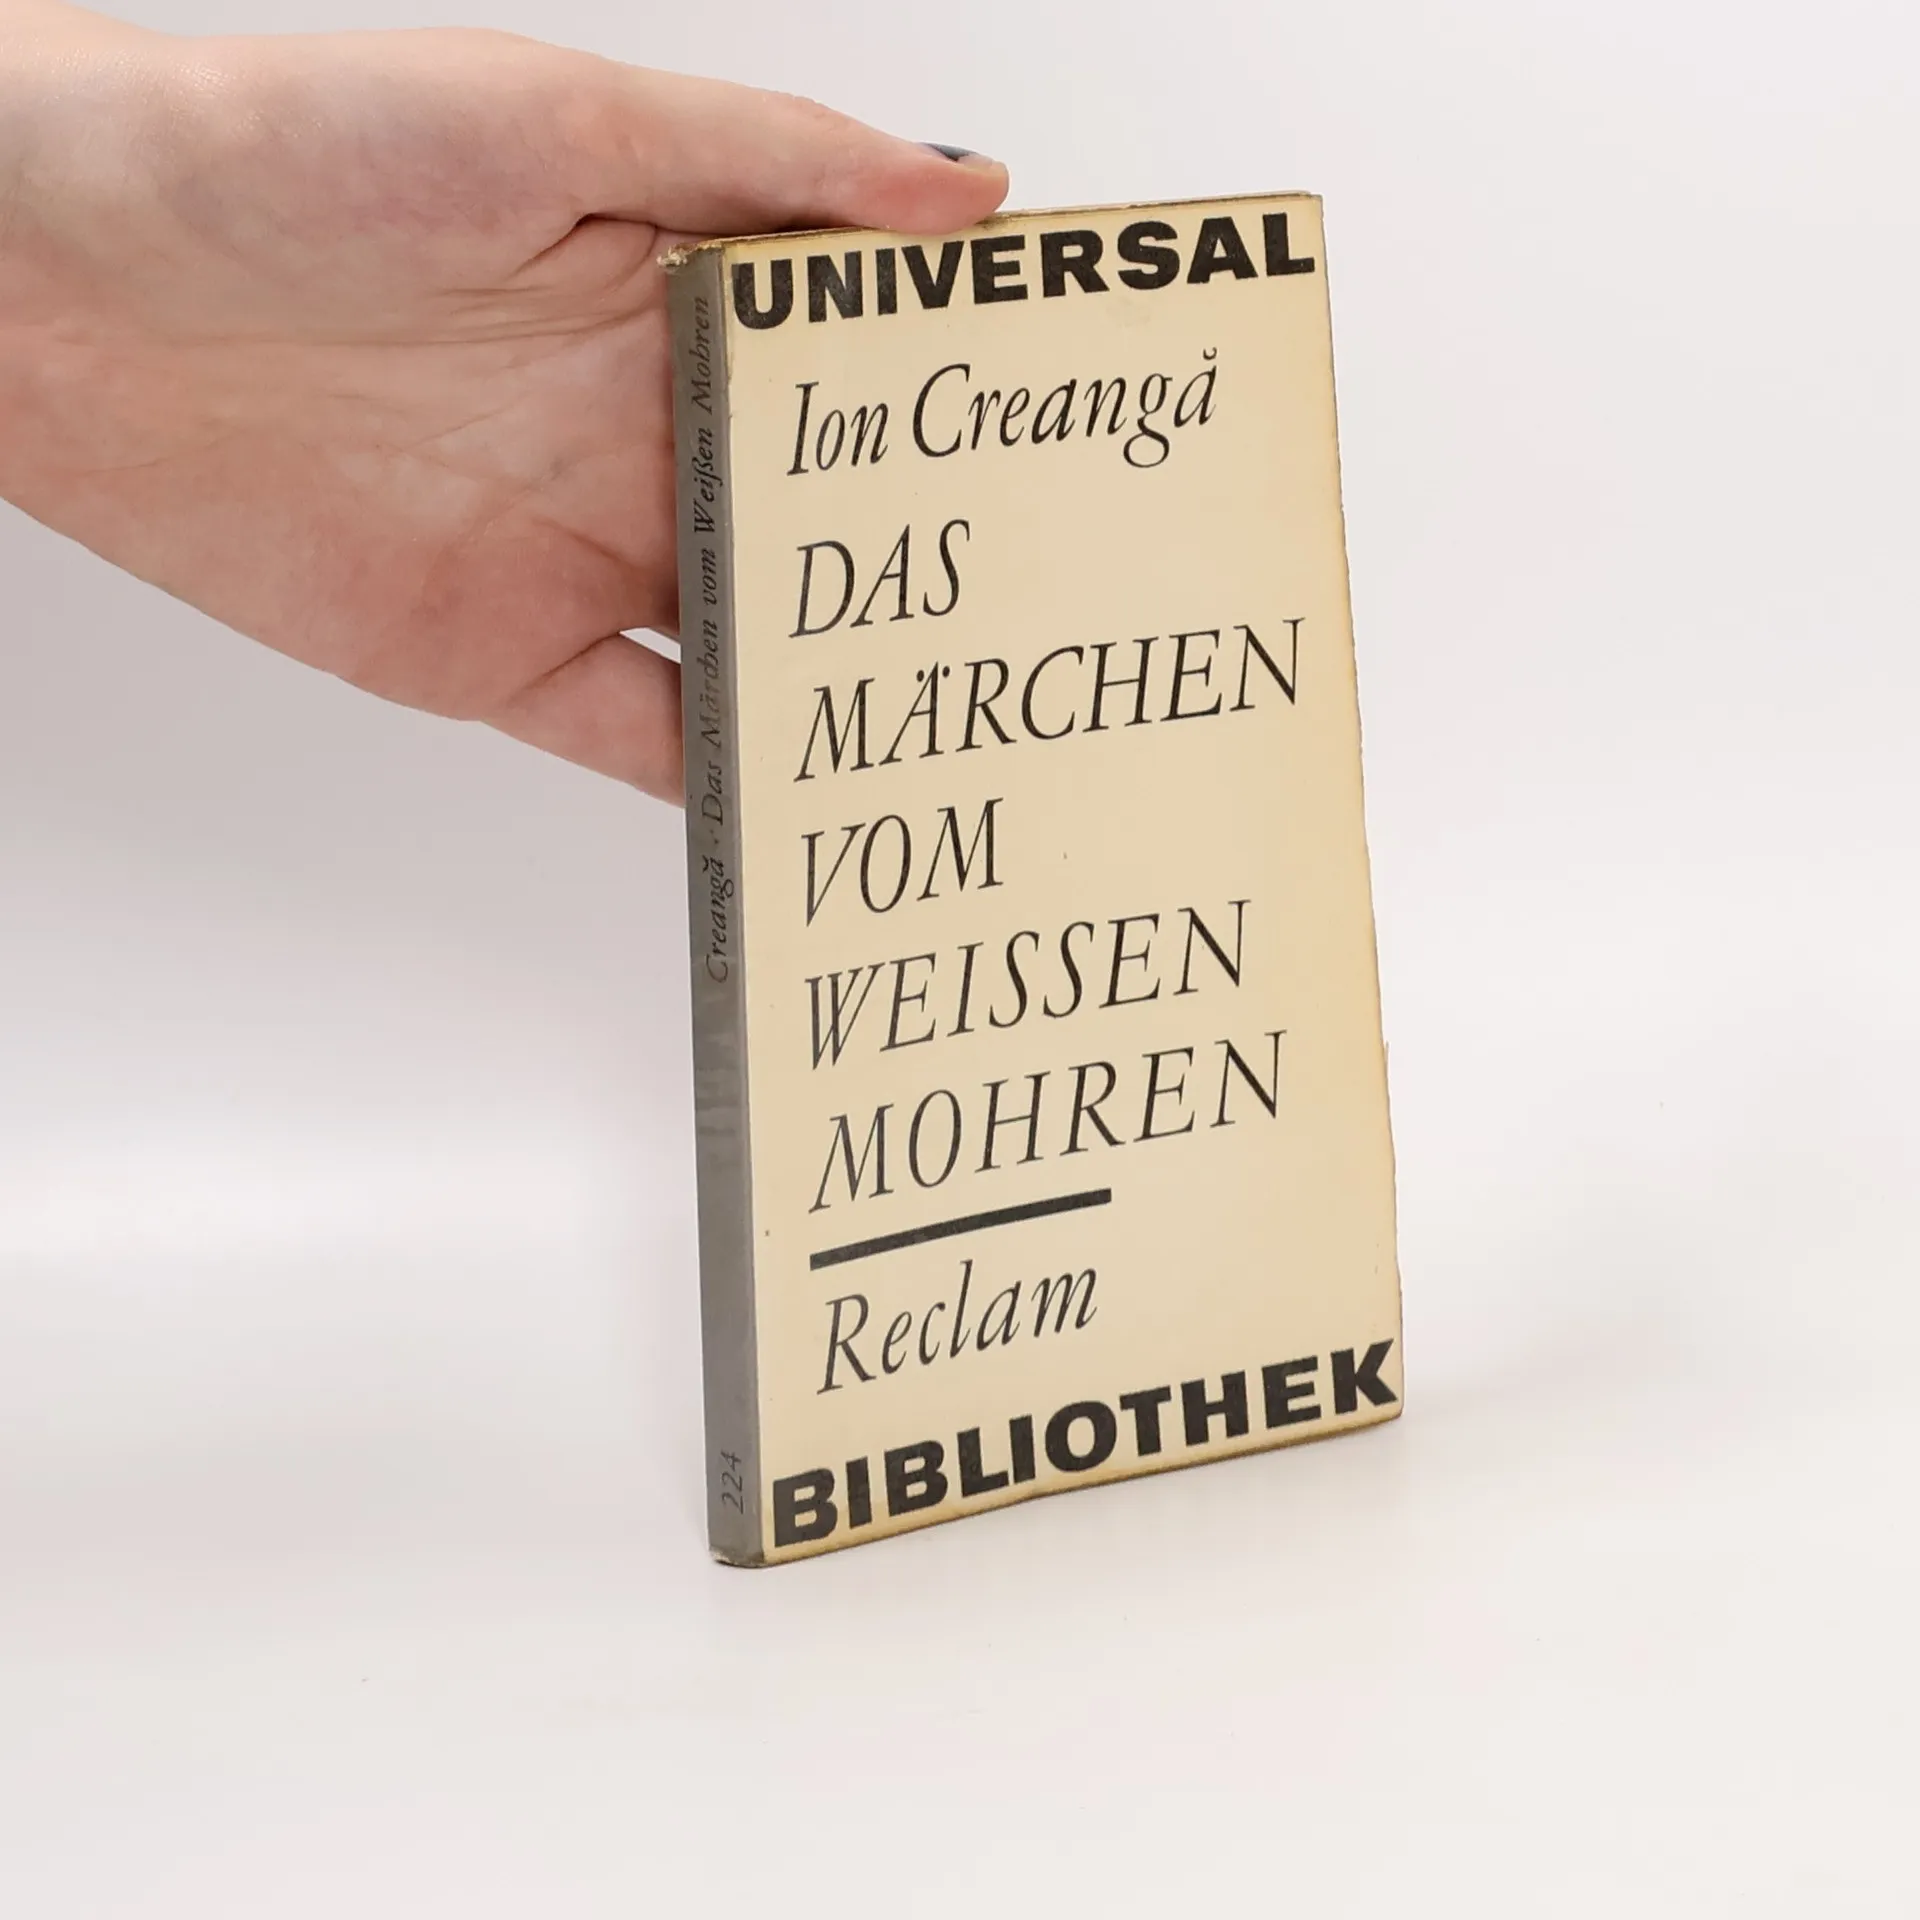 UNIVERSAL
Ion Creangă
DAS
MÄRCHEN
VOM
WEISSEN
MOHREN
Reclam
BIBLIOTHEK
Creangă · Das Märchen vom Weißen Mohren
224